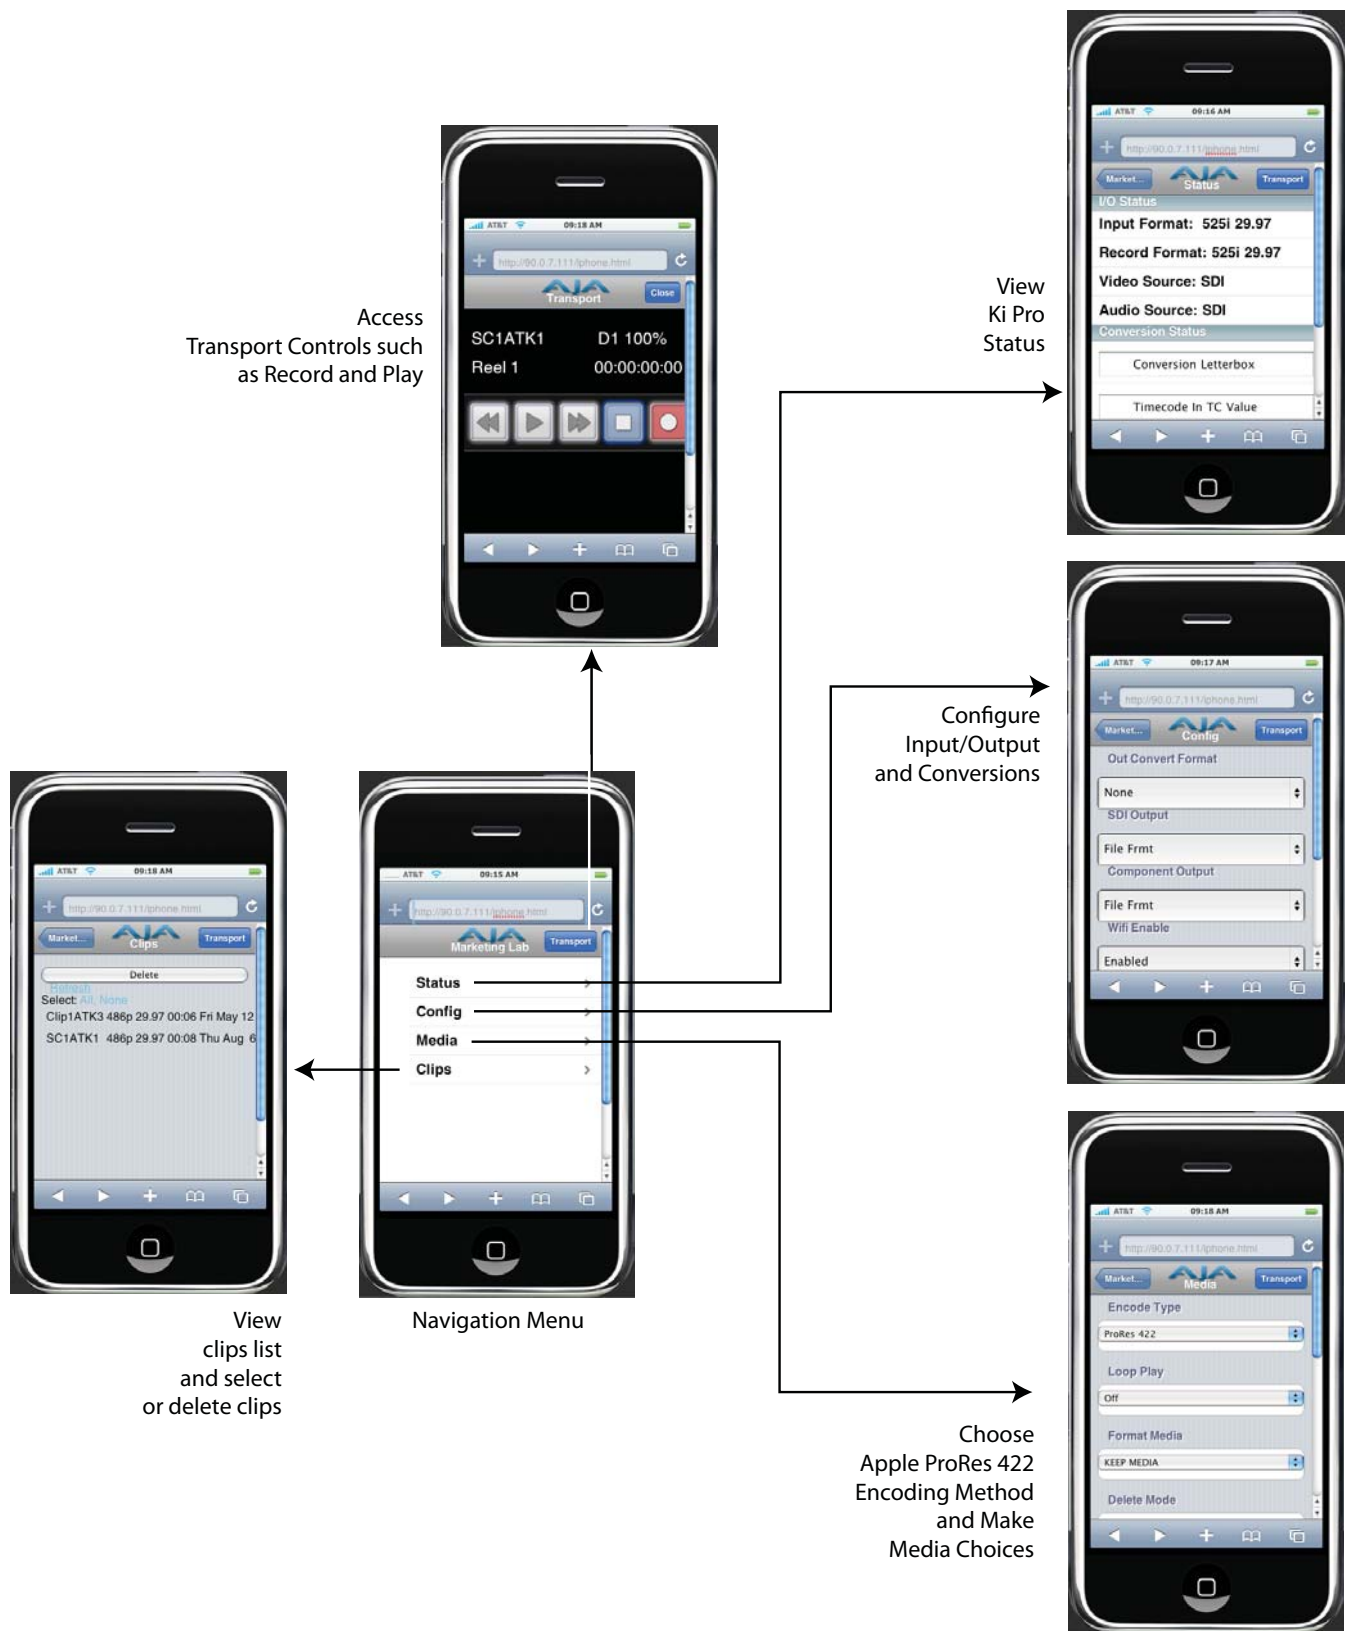 AT&T 09:16 AM
http://90.0.7.111/iphone.html
Market...
AJA
Status
Transport
I/O Status
Input Format: 525i 29.97
Record Format: 525i 29.97
Video Source: SDI
Audio Source: SDI
Conversion Status
Conversion Letterbox
Timecode In TC Value
View
Ki Pro
Status
AT&T 09:18 AM
http://90.0.7.111/iphone.html
AJA
Transport
Close
SC1ATK1 D1 100%
Reel 1 00:00:00:00
Access
Transport Controls such
as Record and Play
AT&T 09:17 AM
http://90.0.7.111/iphone.html
Market...
AJA
Config
Transport
Out Convert Format
None
SDI Output
File Frmt
Component Output
File Frmt
Wifi Enable
Enabled
Configure
Input/Output
and Conversions
AT&T 09:18 AM
http://90.0.7.111/iphone.html
Market...
AJA
Clips
Transport
Delete
Refresh
Select: All, None
Clip1ATK3 486p 29.97 00:06 Fri May 12
SC1ATK1 486p 29.97 00:08 Thu Aug 6
View
clips list
and select
or delete clips
AT&T 09:15 AM
http://90.0.7.111/iphone.html
AJA
Marketing Lab
Transport
Status
Config
Media
Clips
Navigation Menu
AT&T 09:18 AM
http://90.0.7.111/iphone.html
Market...
AJA
Media
Transport
Encode Type
ProRes 422
Loop Play
Off
Format Media
KEEP MEDIA
Delete Mode
Choose
Apple ProRes 422
Encoding Method
and Make
Media Choices